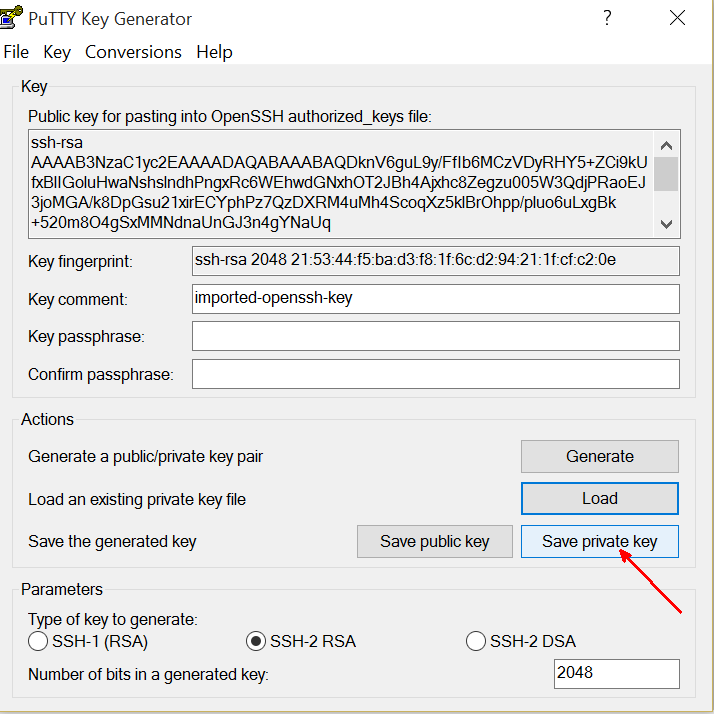 PuTTY Key Generator
?
File Key Conversions Help
Key
Public key for pasting into OpenSSH authorized_keys file:
ssh-rsa
AAAAB3NzaC1yc2EAAAADAQABAAABAQDknV6guL9y/FfIb6MCzVDyRHY5+ZCi9kU
fxBIIGoluHwaNshsIndhPngxRc6WEhwdGNxhOT2JBh4Ajxhc8Zegzu005W3QdjPRaoEJ
3joMGA/k8DpGsu21xirECYphPz7QzDXRM4uMh4ScoqXz5klBrOhpp/pluo6uLxgBk
+520m8O4gSxMMNdnaUnGJ3n4gYNaUq
Key fingerprint:
ssh-rsa 2048 21:53:44:f5:ba:d3:f8:1f:6c:d2:94:21:1f:cf:c2:0e
Key comment:
imported-openssh-key
Key passphrase:
Confirm passphrase:
Actions
Generate a public/private key pair
Generate
Load an existing private key file
Load
Save the generated key
Save public key
Save private key
Parameters
Type of key to generate:
SSH-1 (RSA)
SSH-2 RSA
SSH-2 DSA
Number of bits in a generated key:
2048